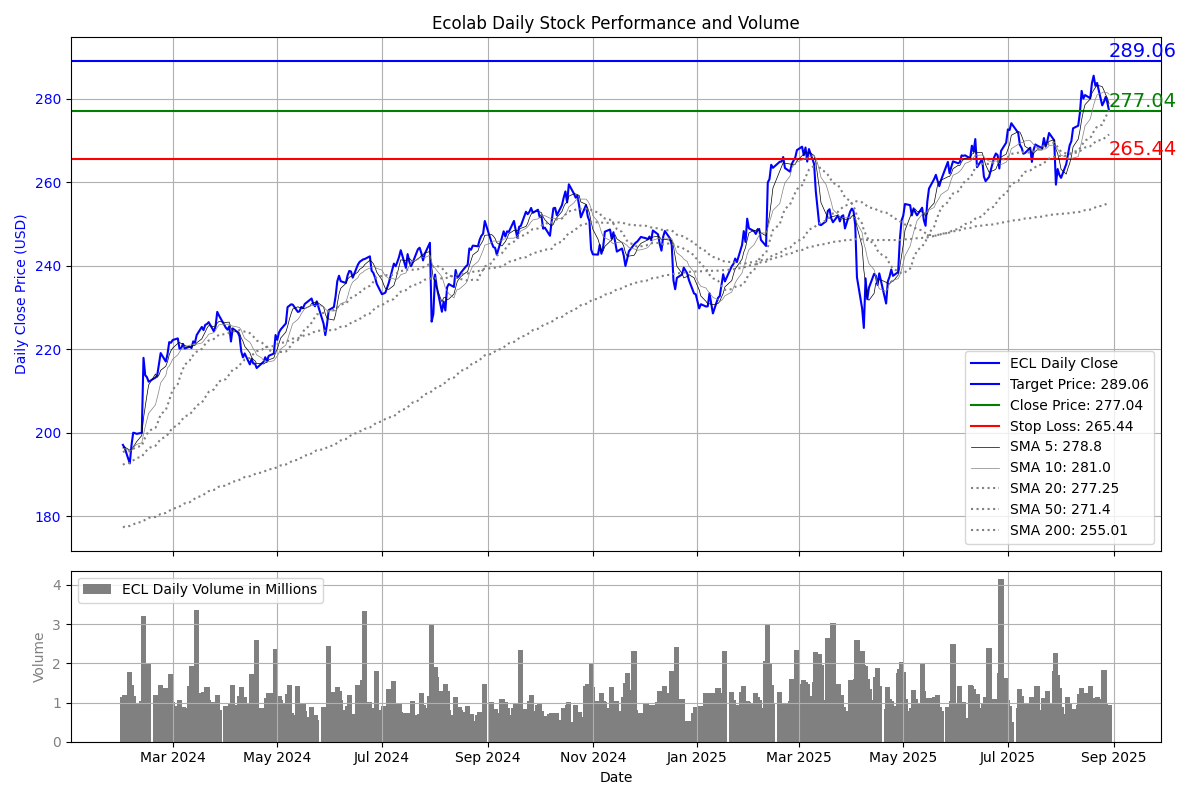 Ecolab Daily Stock Performance and Volume
Daily Close Price (USD)
280
260
240
220
200
180
289.06
277.04
265.44
ECL Daily Close
Target Price: 289.06
Close Price: 277.04
Stop Loss: 265.44
SMA 5: 278.8
SMA 10: 281.0
SMA 20: 277.25
SMA 50: 271.4
SMA 200: 255.01
Volume
4
3
2
1
0
ECL Daily Volume in Millions
Mar 2024
May 2024
Jul 2024
Sep 2024
Nov 2024
Jan 2025
Mar 2025
May 2025
Jul 2025
Sep 2025
Date